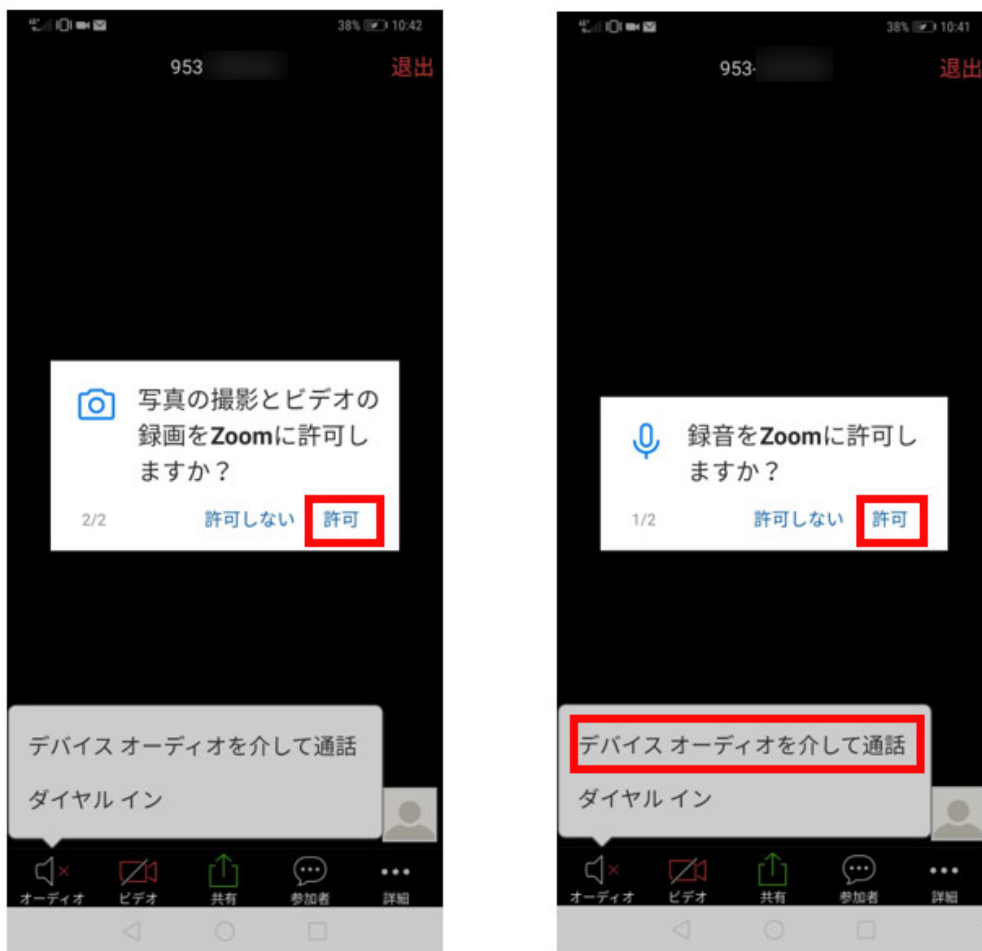 38% 10:42
953
退出
写真の撮影とビデオの
録画をZoomに許可し
ますか？
2/2 許可しない 許可
デバイス オーディオを介して通話
ダイヤル イン
オーディオ ビデオ 共有 参加者 詳細
38% 10:41
953-
退出
録音をZoomに許可し
ますか？
1/2 許可しない 許可
デバイス オーディオを介して通話
ダイヤル イン
オーディオ ビデオ 共有 参加者 詳細